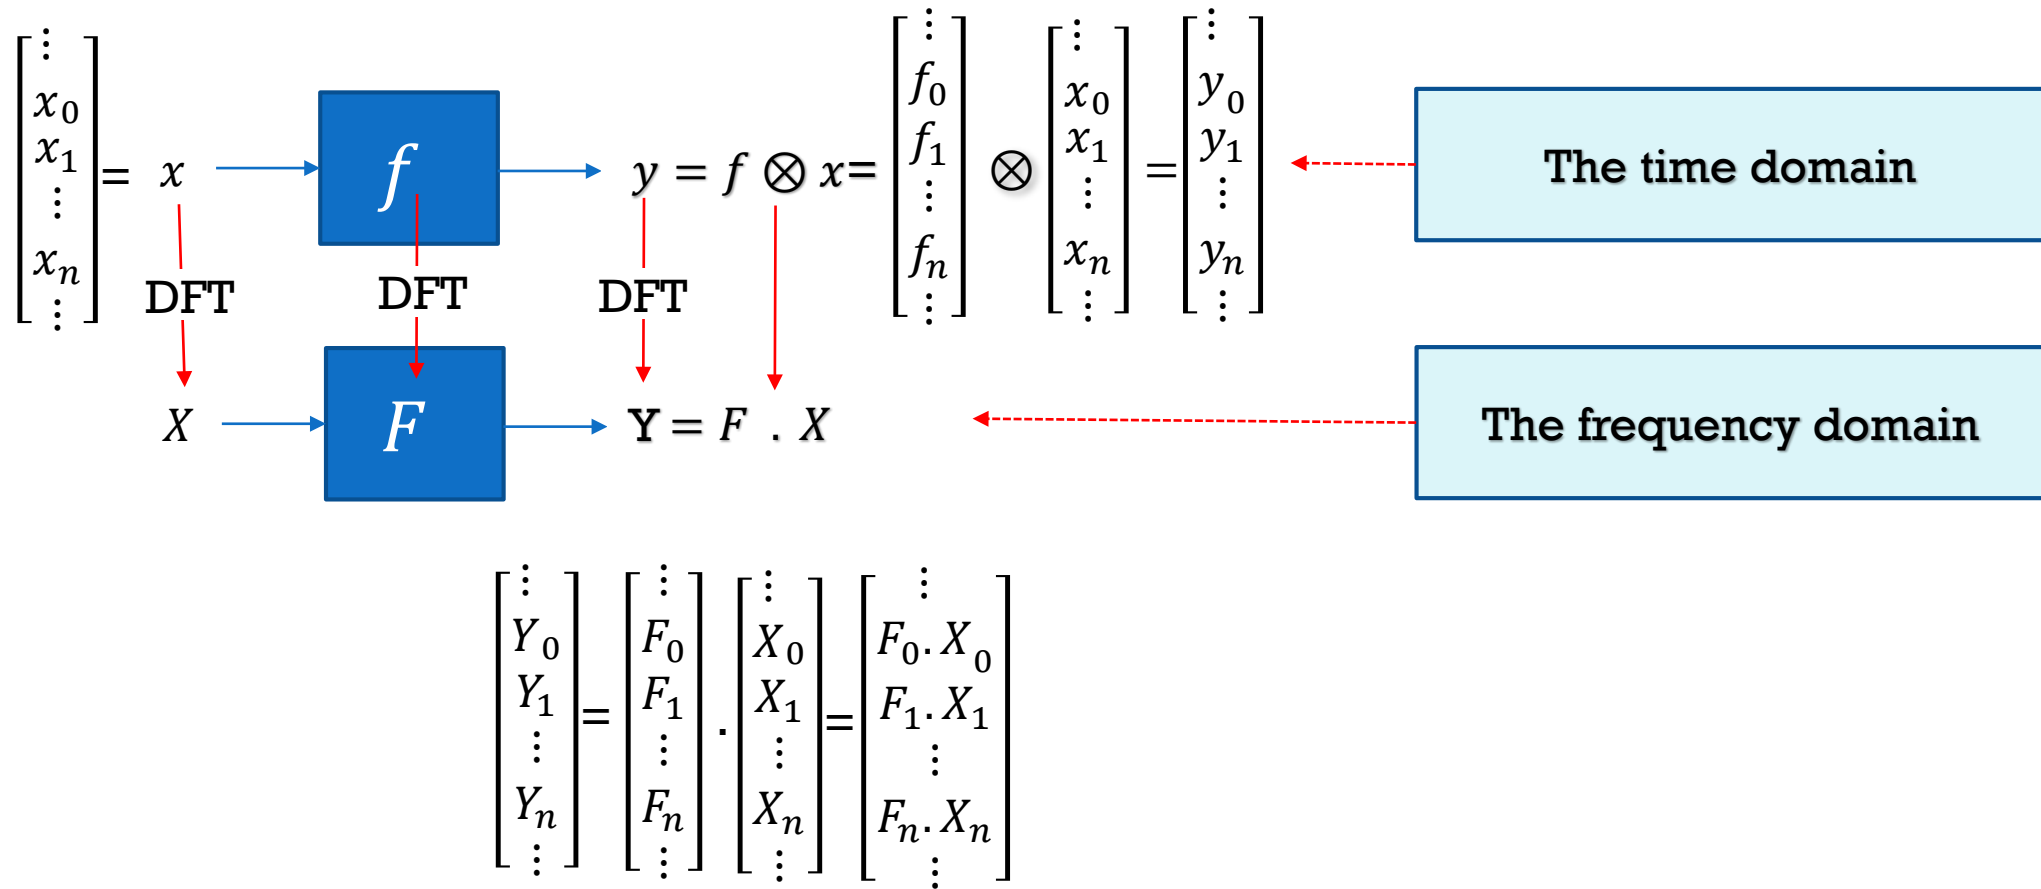 [⋮ x₀ x₁ ⋮ xₙ ⋮] = x
f
y = f ⊗ x = [⋮ f₀ f₁ ⋮ fₙ ⋮] ⊗ [⋮ x₀ x₁ ⋮ xₙ ⋮] = [⋮ y₀ y₁ ⋮ yₙ ⋮]
The time domain
DFT
DFT
DFT
X
F
Y = F . X
The frequency domain
[⋮ Y₀ Y₁ ⋮ Yₙ ⋮] = [⋮ F₀ F₁ ⋮ Fₙ ⋮] . [⋮ X₀ X₁ ⋮ Xₙ ⋮] = [⋮ F₀. X₀ F₁. X₁ ⋮ Fₙ. Xₙ ⋮]